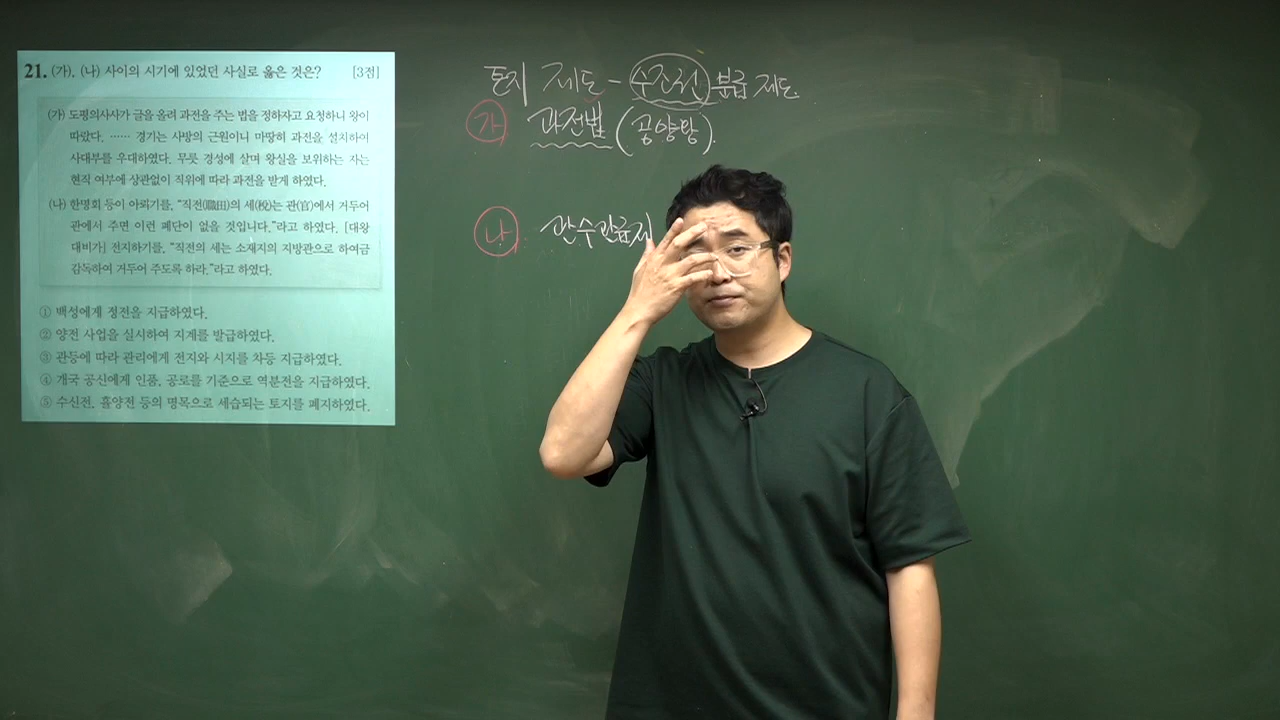 21. (가), (나) 사이의 시기에 있었던 사실로 옳은 것은? [3점]
(가) 도평의사사가 글을 올려 과전을 주는 법을 정하자고 요청하니 왕이
따랐다. …… 경기는 사방의 근원이니 마땅히 과전을 설치하여
사대부를 우대하였다. 무릇 경성에 살며 왕실을 보위하는 자는
현직 여부에 상관없이 직위에 따라 과전을 받게 하였다.
(나) 한명회 등이 아뢰기를, "직전(職田)의 세(稅)는 관(官)에서 거두어
관에서 주면 이런 폐단이 없을 것입니다."라고 하였다. [대왕
대비가] 전지하기를, "직전의 세는 소재지의 지방관으로 하여금
감독하여 거두어 주도록 하라."라고 하였다.
① 백성에게 정전을 지급하였다.
② 양전 사업을 실시하여 지계를 발급하였다.
③ 관등에 따라 관리에게 전지와 시지를 차등 지급하였다.
④ 개국 공신에게 인품, 공로를 기준으로 역분전을 지급하였다.
⑤ 수신전, 휼양전 등의 명목으로 세습되는 토지를 폐지하였다.
토지 제도 - 수조권 분급 제도
가 과전법 (공양왕).
나 관수관급제